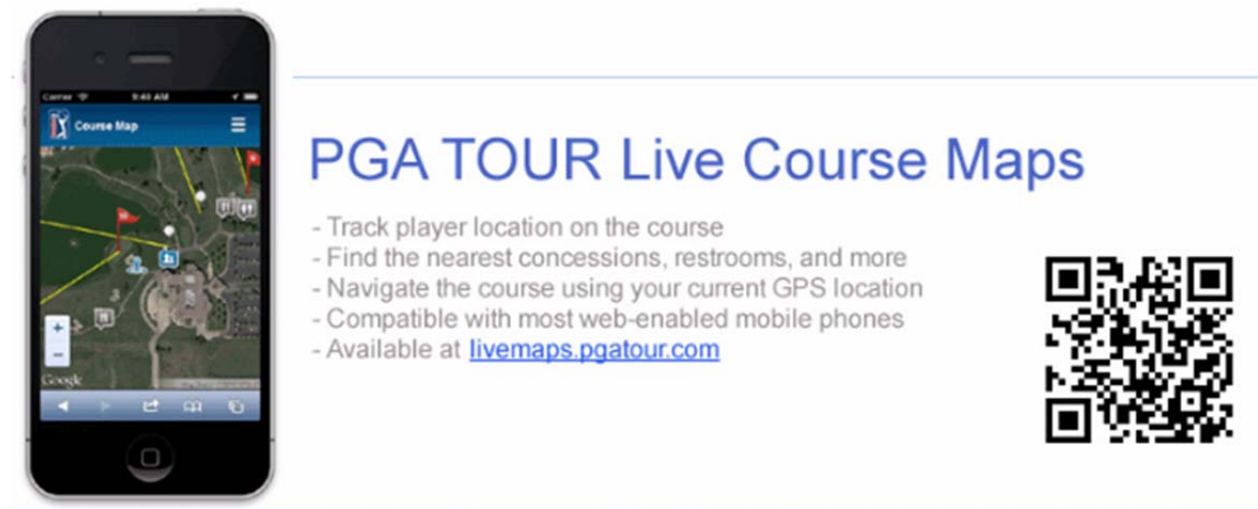 Carrier 9:40 AM
Course Map
PGA TOUR Live Course Maps
- Track player location on the course
- Find the nearest concessions, restrooms, and more
- Navigate the course using your current GPS location
- Compatible with most web-enabled mobile phones
- Available at livemaps.pgatour.com
+
-
Google